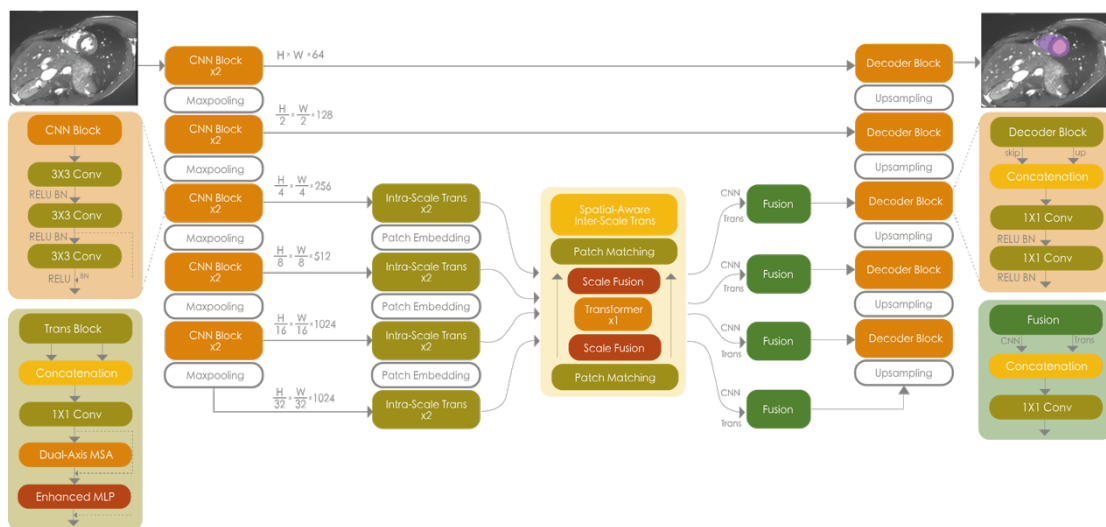 CNN Block
x2
H × W ×64
Decoder Block
Maxpooling
Upsampling
CNN Block
x2
H/2 × W/2 ×128
Decoder Block
Maxpooling
Upsampling
CNN Block
x2
H/4 × W/4 ×256
Intra-Scale Trans
x2
CNN
Trans
Fusion
Decoder Block
Maxpooling
Patch Embedding
Upsampling
CNN Block
x2
H/8 × W/8 ×512
Intra-Scale Trans
x2
CNN
Trans
Fusion
Decoder Block
Maxpooling
Patch Embedding
Upsampling
CNN Block
x2
H/16 × W/16 ×1024
Intra-Scale Trans
x2
CNN
Trans
Fusion
Decoder Block
Maxpooling
Patch Embedding
Upsampling
H/32 × W/32 ×1024
Intra-Scale Trans
x2
CNN
Trans
Fusion
Spatial-Aware
Inter-Scale Trans
Patch Matching
Scale Fusion
Transformer
x1
Scale Fusion
Patch Matching
CNN Block
3X3 Conv
RELU BN
3X3 Conv
RELU BN
3X3 Conv
RELU
BN
Trans Block
Concatenation
1X1 Conv
Dual-Axis MSA
Enhanced MLP
Decoder Block
skip
up
Concatenation
1X1 Conv
RELU BN
1X1 Conv
RELU BN
Fusion
CNN
Trans
Concatenation
1X1 Conv